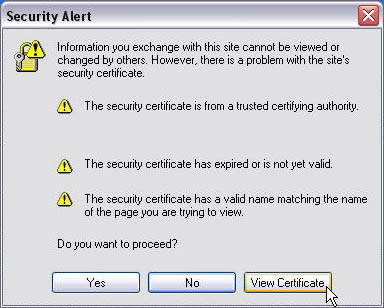 Security Alert
Information you exchange with this site cannot be viewed or
changed by others. However, there is a problem with the site's
security certificate.
The security certificate is from a trusted certifying authority.
The security certificate has expired or is not yet valid.
The security certificate has a valid name matching the name
of the page you are trying to view.
Do you want to proceed?
Yes No View Certificate